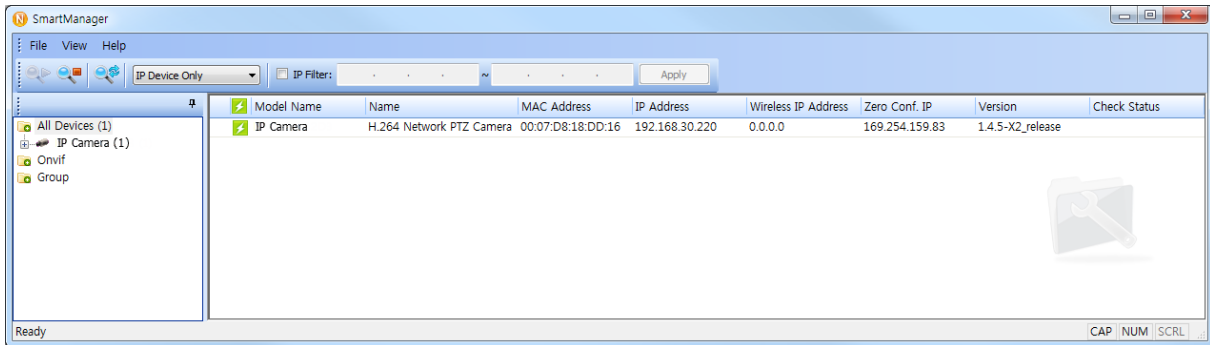 SmartManager
File View Help
IP Device Only IP Filter: . . . ~ . . . Apply
Model Name Name MAC Address IP Address Wireless IP Address Zero Conf. IP Version Check Status
All Devices (1) IP Camera H.264 Network PTZ Camera 00:07:D8:18:DD:16 192.168.30.220 0.0.0.0 169.254.159.83 1.4.5-X2_release
IP Camera (1)
Onvif
Group
Ready CAP NUM SCRL